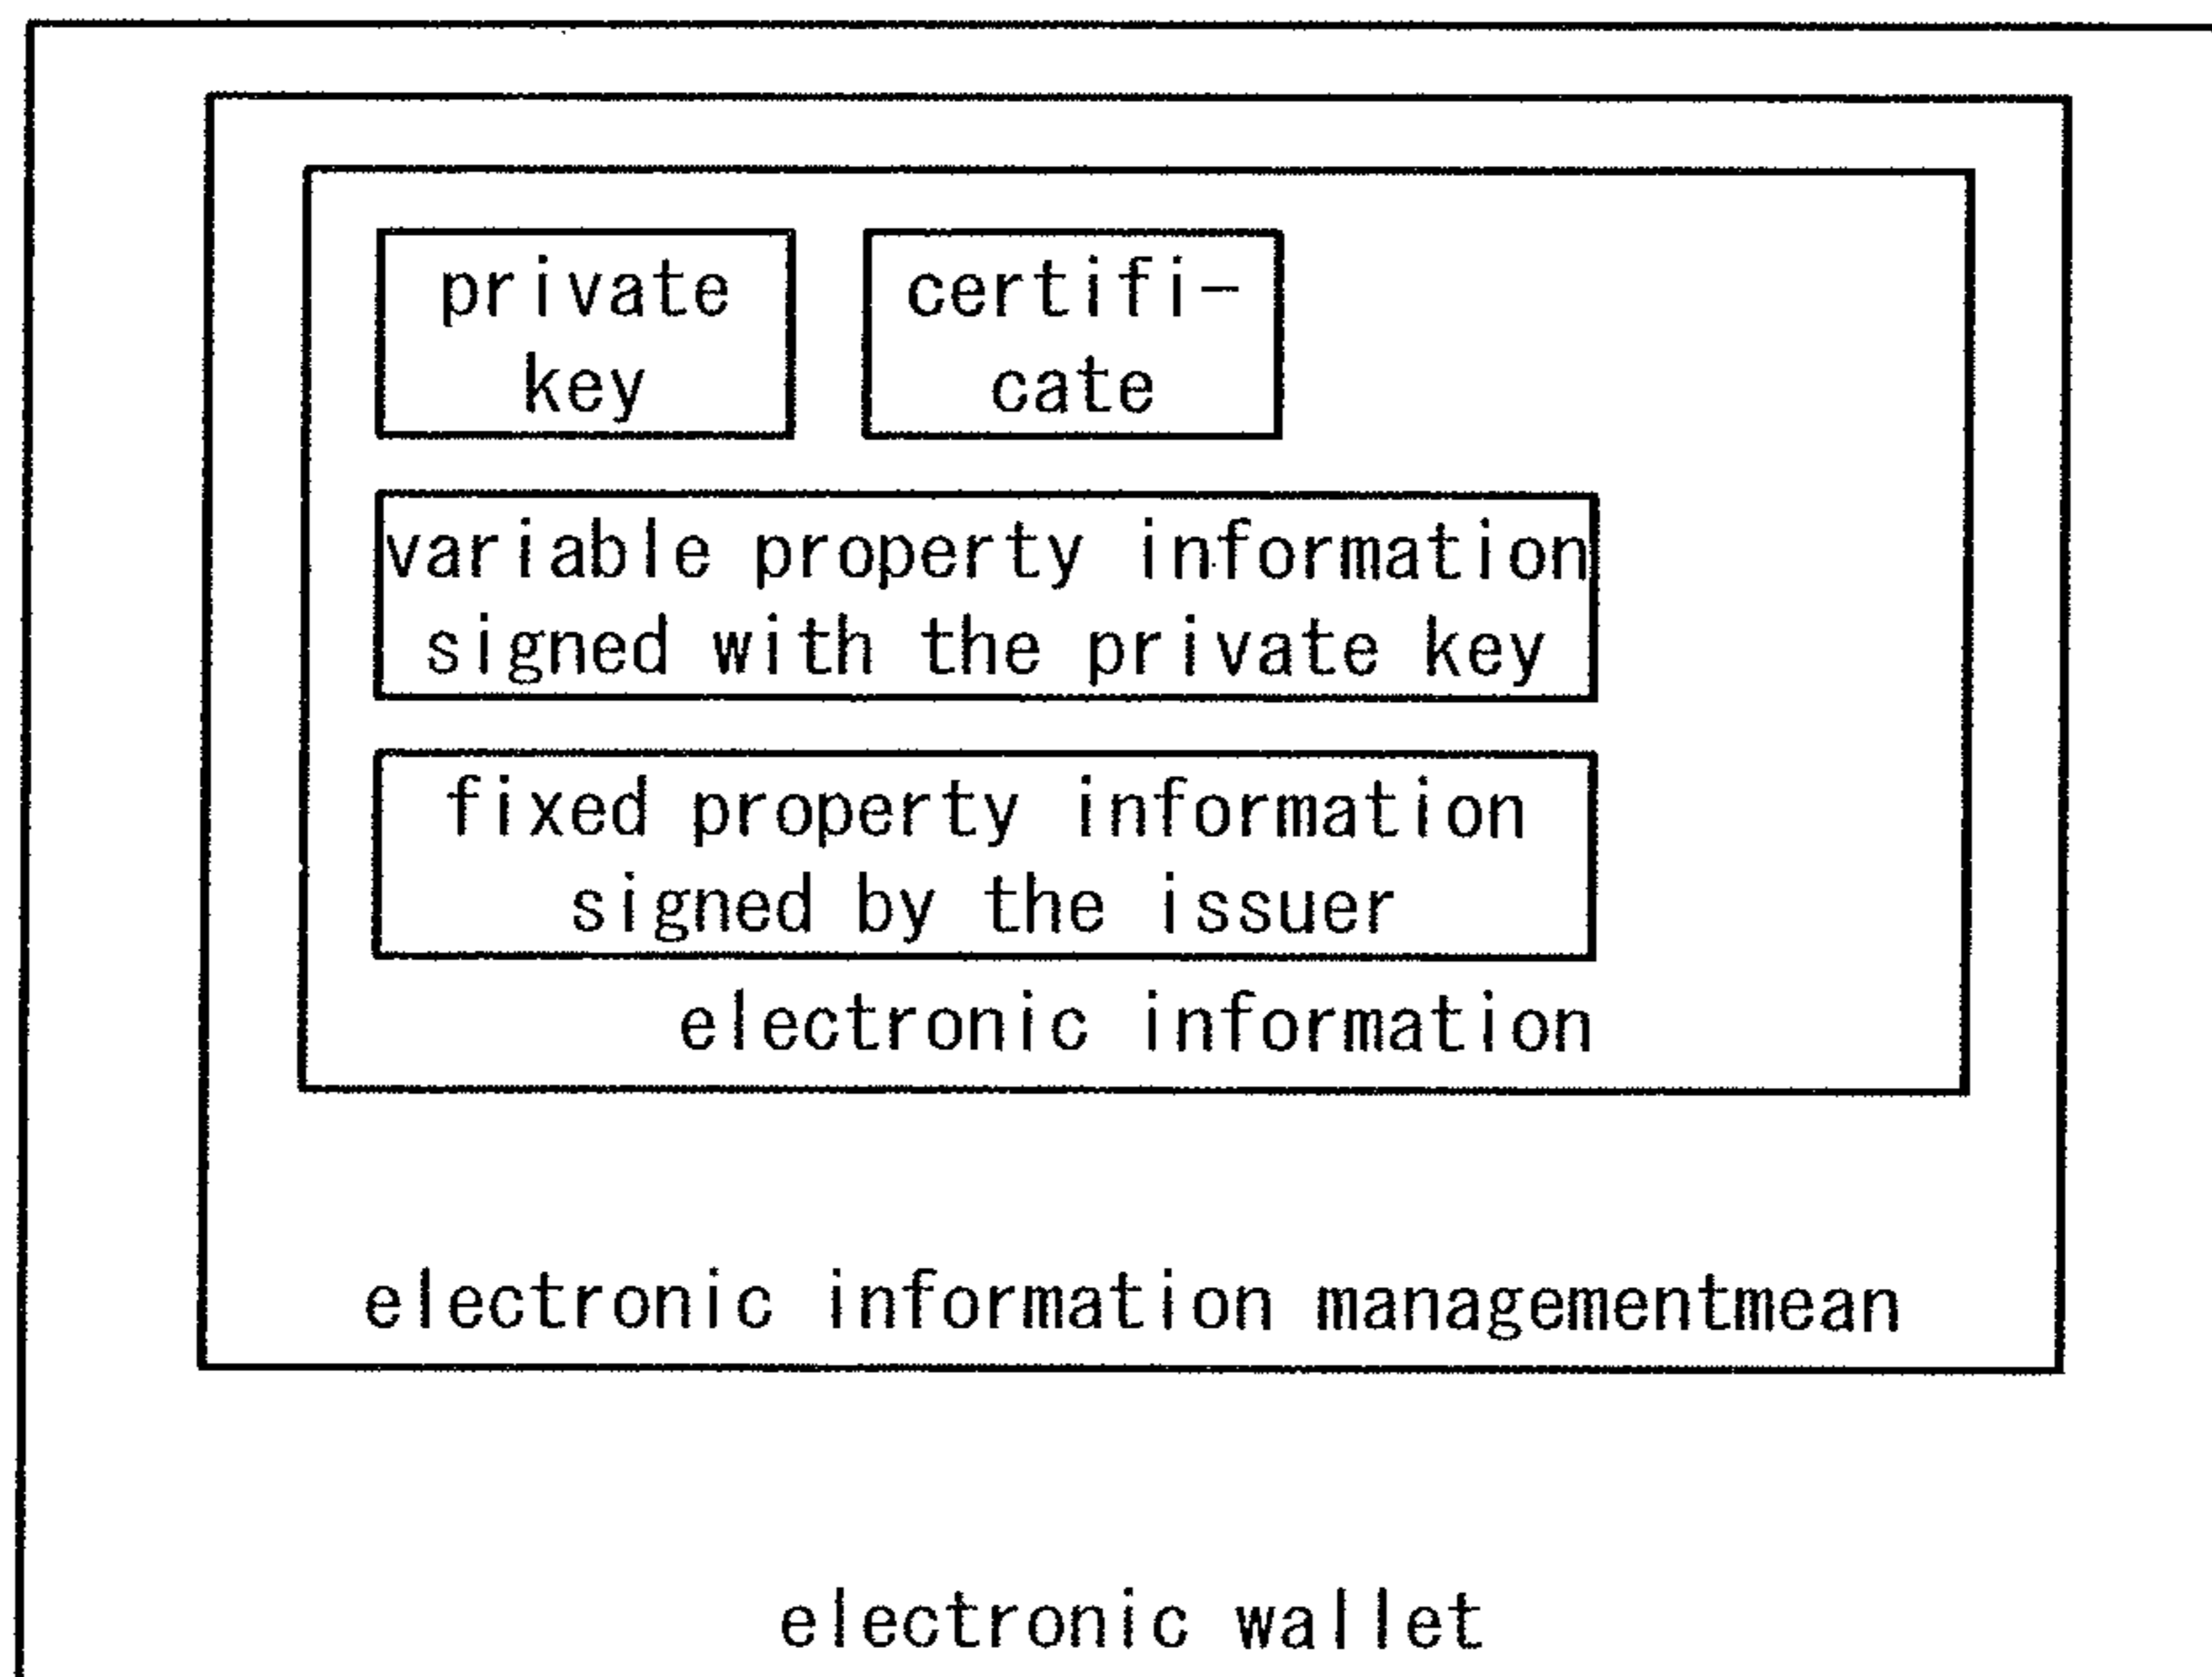 private
key
certifi-
cate
variable property information
signed with the private key
fixed property information
signed by the issuer
electronic information
electronic information managementmean
electronic wallet